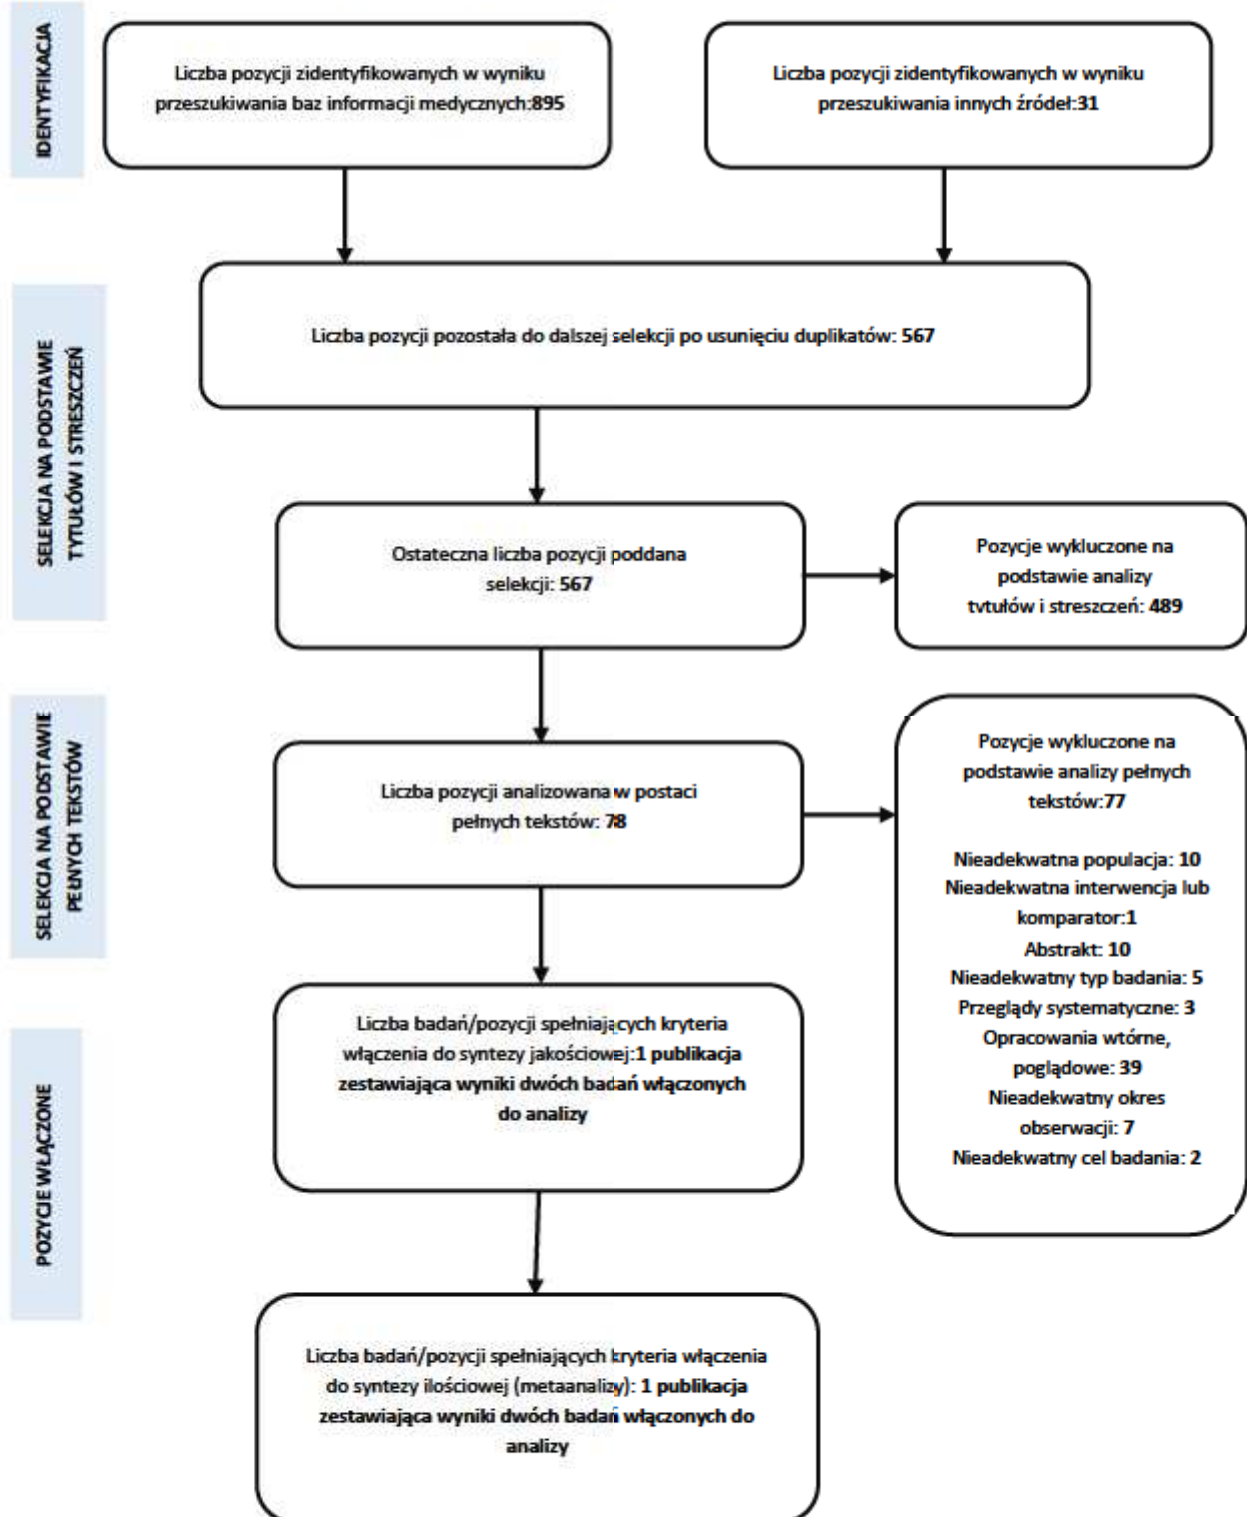 IDENTYFIKACJA
Liczba pozycji zidentyfikowanych w wyniku
przeszukiwania baz informacji medycznych:895
Liczba pozycji zidentyfikowanych w wyniku
przeszukiwania innych źródeł:31
SELEKCJA NA PODSTAWIE
TYTUŁÓW I STRESZCZEŃ
Liczba pozycji pozostała do dalszej selekcji po usunięciu duplikatów: 567
Ostateczna liczba pozycji poddana
selekcji: 567
Pozycje wykluczone na
podstawie analizy
tytułów i streszczeń: 489
SELEKCJA NA PODSTAWIE
PEŁNYCH TEKSTÓW
Liczba pozycji analizowana w postaci
pełnych tekstów: 78
Pozycje wykluczone na
podstawie analizy pełnych
tekstów:77
Nieadekwatna populacja: 10
Nieadekwatna interwencja lub
komparator:1
Abstrakt: 10
Nieadekwatny typ badania: 5
Przeglądy systematyczne: 3
Opracowania wtórne,
poglądowe: 39
Nieadekwatny okres
obserwacji: 7
Nieadekwatny cel badania: 2
POZYCJE WŁĄCZONE
Liczba badań/pozycji spełniających kryteria
włączenia do syntezy jakościowej:1 publikacja
zestawiająca wyniki dwóch badań włączonych
do analizy
Liczba badań/pozycji spełniających kryteria włączenia
do syntezy ilościowej (metaanalizy): 1 publikacja
zestawiająca wyniki dwóch badań włączonych do
analizy